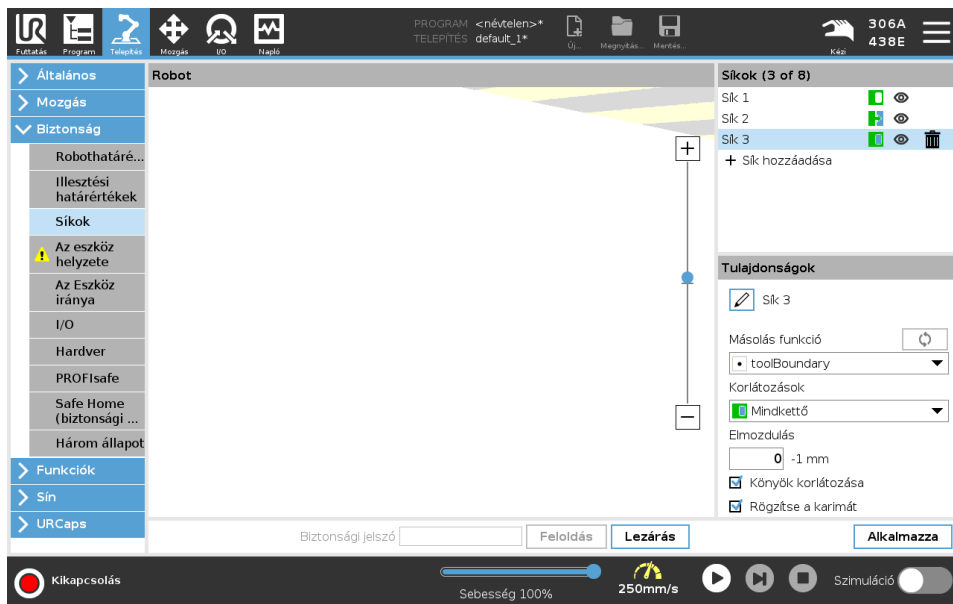 UR
Futtatás
Program
Telepítés
Mozgás
I/O
Napló
PROGRAM <névtelen>*
TELEPÍTÉS default_1*
Új...
Megnyitás...
Mentés...
Kézi
306A
438E
Általános
Mozgás
Biztonság
Robothatáré...
Illesztési
határértékek
Síkok
Az eszköz
helyzete
Az Eszköz
iránya
I/O
Hardver
PROFIsafe
Safe Home
(biztonsági ...
Három állapot
Funkciók
Sín
URCaps
Robot
Síkok (3 of 8)
Sík 1
Sík 2
Sík 3
Sík hozzáadása
Tulajdonságok
Sík 3
Másolás funkció
toolBoundary
Korlátozások
Mindkettő
Elmozdulás
0 -1 mm
Könyök korlátozása
Rögzítse a karimát
Biztonsági jelszó
Feloldás
Lezárás
Alkalmazza
Kikapcsolás
Sebesség 100%
250mm/s
Szimuláció